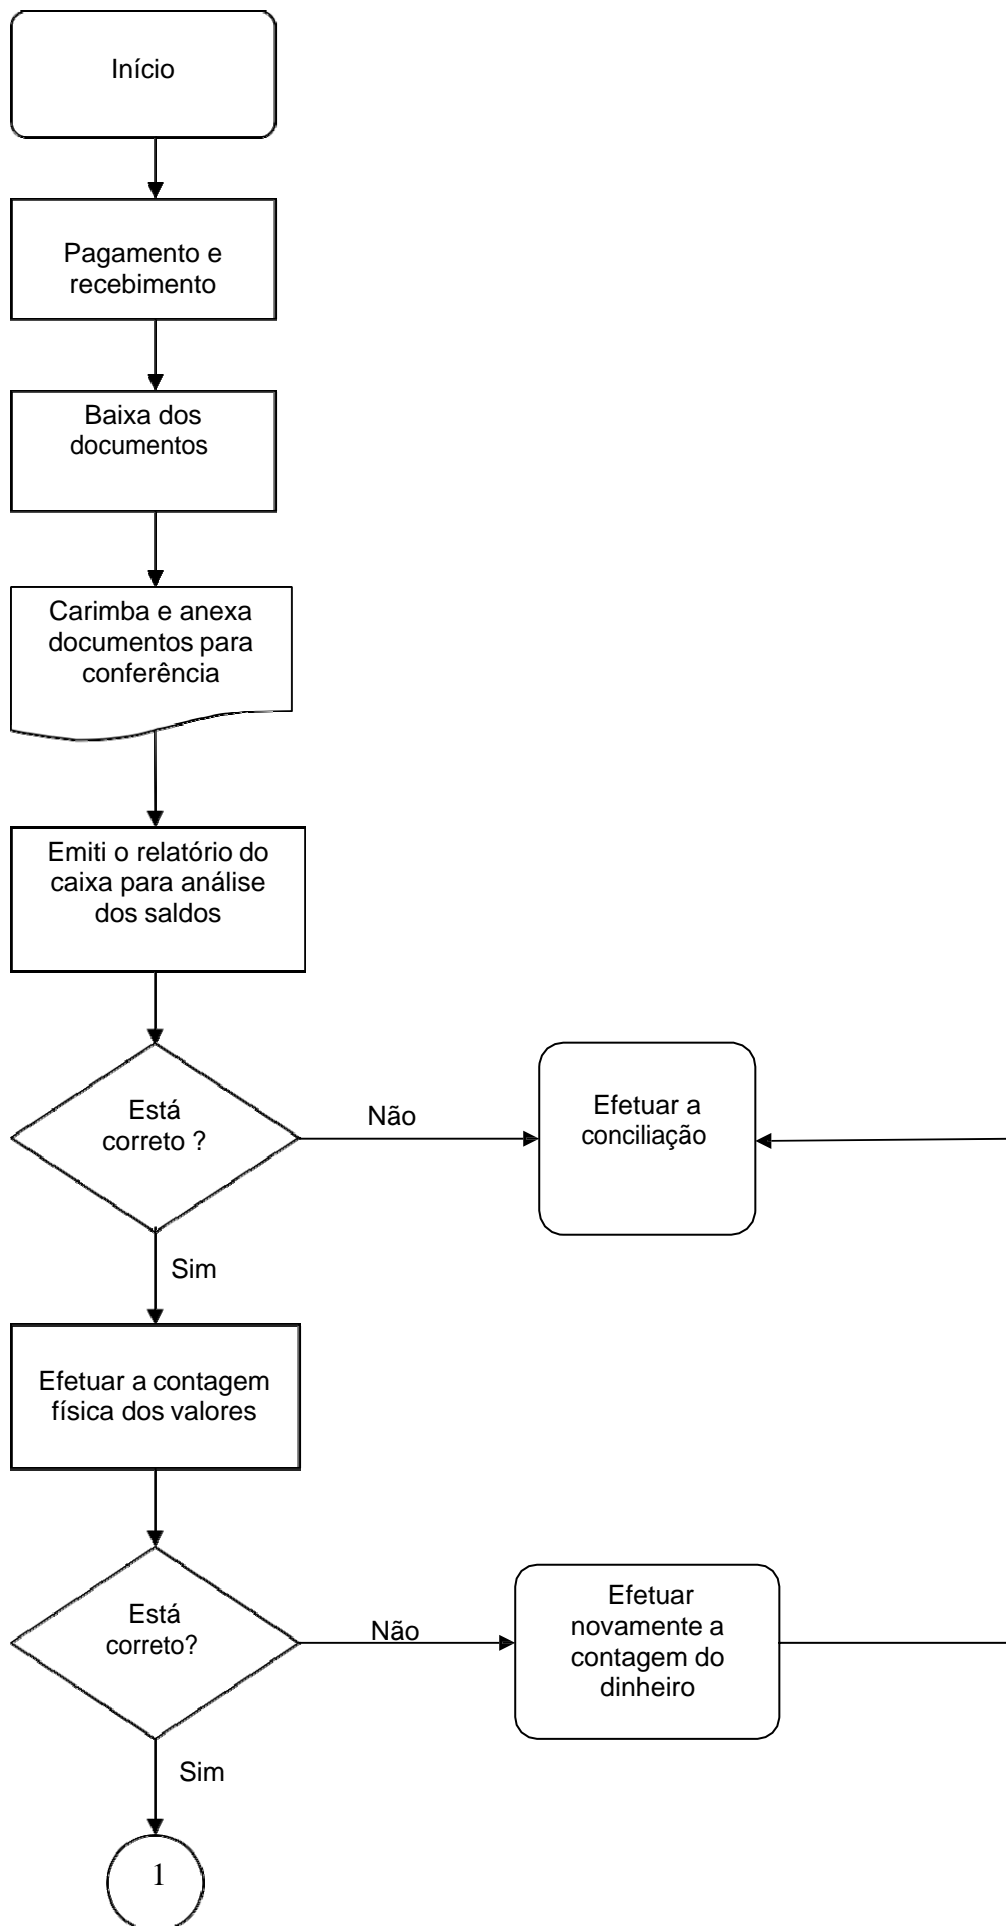 Início
Pagamento e
recebimento
Baixa dos
documentos
Carimba e anexa
documentos para
conferência
Emiti o relatório do
caixa para análise
dos saldos
Está
correto ?
Não
Efetuar a
conciliação
Sim
Efetuar a contagem
física dos valores
Está
correto?
Não
Efetuar
novamente a
contagem do
dinheiro
Sim
1